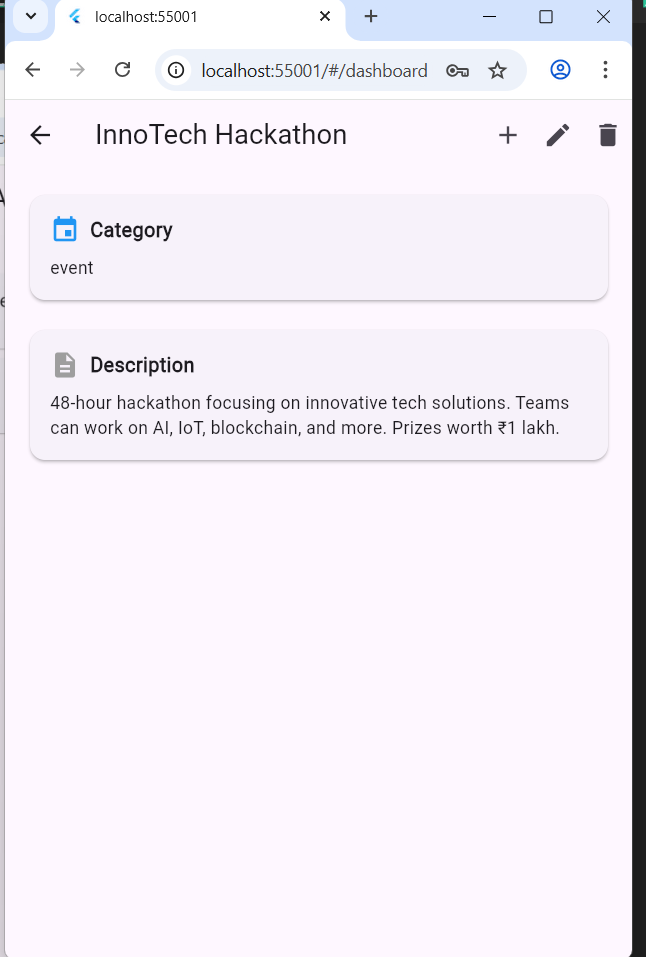 localhost:55001
localhost:55001/#/dashboard
InnoTech Hackathon
Category
event
Description
48-hour hackathon focusing on innovative tech solutions. Teams
can work on AI, IoT, blockchain, and more. Prizes worth ₹1 lakh.